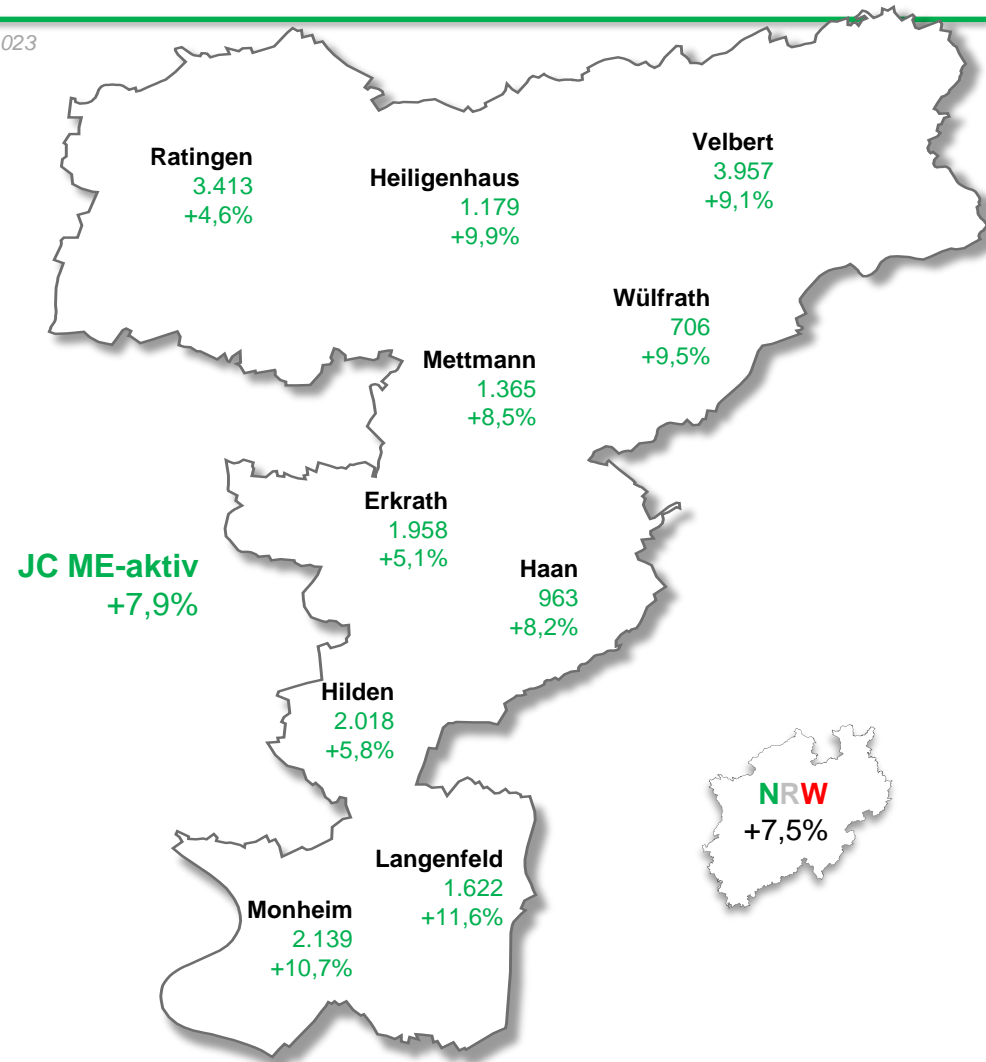 023
Ratingen
3.413
+4,6%
Heiligenhaus
1.179
+9,9%
Velbert
3.957
+9,1%
Wülfrath
706
+9,5%
Mettmann
1.365
+8,5%
Erkrath
1.958
+5,1%
JC ME-aktiv
+7,9%
Haan
963
+8,2%
Hilden
2.018
+5,8%
NRW
+7,5%
Langenfeld
1.622
+11,6%
Monheim
2.139
+10,7%